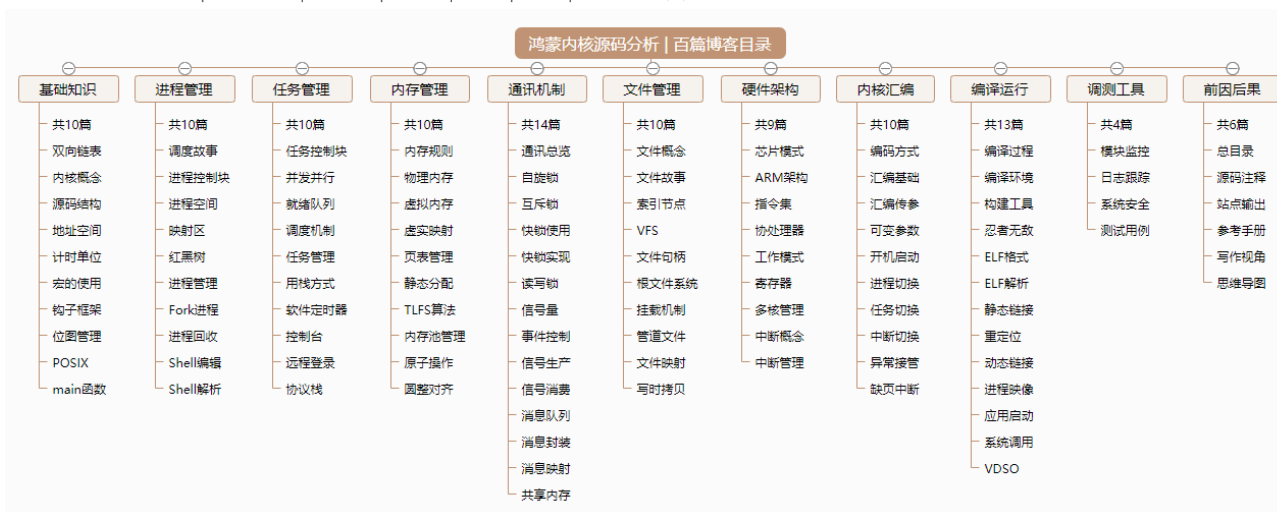 鸿蒙内核源码分析 | 百篇博客目录
基础知识
共10篇
双向链表
内核概念
源码结构
地址空间
计时单位
宏的使用
钩子框架
位图管理
POSIX
main函数
进程管理
共10篇
调度故事
进程控制块
进程空间
映射区
红黑树
进程管理
Fork进程
进程回收
Shell编辑
Shell解析
任务管理
共10篇
任务控制块
并发并行
就绪队列
调度机制
任务管理
用栈方式
软件定时器
控制台
远程登录
协议栈
内存管理
共10篇
内存规则
物理内存
虚拟内存
虚实映射
页表管理
静态分配
TLFS算法
内存池管理
原子操作
圆整对齐
通讯机制
共14篇
通讯总览
自旋锁
互斥锁
快锁使用
快锁实现
读写锁
信号量
事件控制
信号生产
信号消费
消息队列
消息封装
消息映射
共享内存
文件管理
共10篇
文件概念
文件故事
索引节点
VFS
文件句柄
根文件系统
挂载机制
管道文件
文件映射
写时拷贝
硬件架构
共9篇
芯片模式
ARM架构
指令集
协处理器
工作模式
寄存器
多核管理
中断概念
中断管理
内核汇编
共10篇
编码方式
汇编基础
汇编传参
可变参数
开机启动
进程切换
任务切换
中断切换
异常接管
缺页中断
编译运行
共13篇
编译过程
编译环境
构建工具
忍者无敌
ELF格式
ELF解析
静态链接
重定位
动态链接
进程映像
应用启动
系统调用
VDSO
调测工具
共4篇
模块监控
日志跟踪
系统安全
测试用例
前因后果
共6篇
总目录
源码注释
站点输出
参考手册
写作视角
思维导图